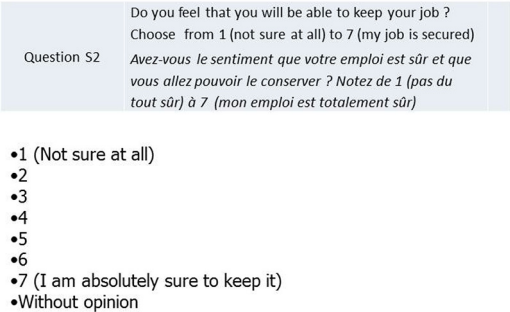 Question S2
Do you feel that you will be able to keep your job ?
Choose from 1 (not sure at all) to 7 (my job is secured)
Avez-vous le sentiment que votre emploi est sûr et que
vous allez pouvoir le conserver ? Notez de 1 (pas du
tout sûr) à 7 (mon emploi est totalement sûr)
•1 (Not sure at all)
•2
•3
•4
•5
•6
•7 (I am absolutely sure to keep it)
•Without opinion